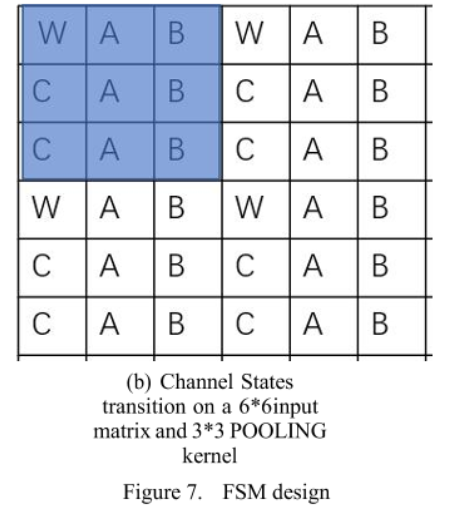 W A B W A B
C A B C A B
C A B C A B
W A B W A B
C A B C A B
C A B C A B
(b) Channel States
transition on a 6*6input
matrix and 3*3 POOLING
kernel
Figure 7. FSM design